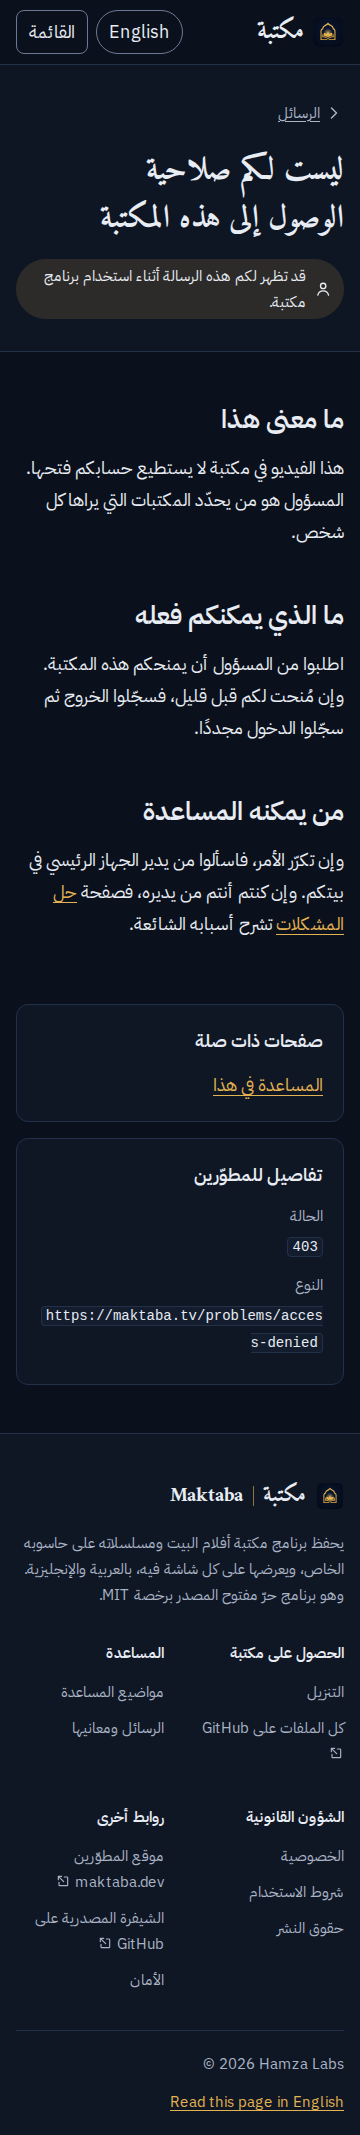 مكتبة
English
القائمة
الرسائل
ليست لكم صلاحية
الوصول إلى هذه المكتبة
قد تظهر لكم هذه الرسالة أثناء استخدام برنامج
مكتبة.
ما معنى هذا
هذا الفيديو في مكتبة لا يستطيع حسابكم فتحها.
المسؤول هو من يحدّد المكتبات التي يراها كل
شخص.
ما الذي يمكنكم فعله
اطلبوا من المسؤول أن يمنحكم هذه المكتبة.
وإن مُنحت لكم قبل قليل، فسجّلوا الخروج ثم
سجّلوا الدخول مجددًا.
من يمكنه المساعدة
وإن تكرّر الأمر، فاسألوا من يدير الجهاز الرئيسي في
بيتكم. وإن كنتم أنتم من يديره، فصفحة حل
المشكلات تشرح أسبابه الشائعة.
صفحات ذات صلة
المساعدة في هذا
تفاصيل للمطوّرين
الحالة
403
النوع
https://maktaba.tv/problems/acces
s-denied
مكتبة | Maktaba
يحفظ برنامج مكتبة أفلام البيت ومسلسلاته على حاسوبه
الخاص، ويعرضها على كل شاشة فيه، بالعربية والإنجليزية.
وهو برنامج حرّ مفتوح المصدر برخصة MIT.
الحصول على مكتبة
التنزيل
كل الملفات على GitHub
المساعدة
مواضيع المساعدة
الرسائل ومعانيها
الشؤون القانونية
الخصوصية
شروط الاستخدام
حقوق النشر
روابط أخرى
موقع المطوّرين
maktaba.dev
الشيفرة المصدرية على
GitHub
الأمان
© 2026 Hamza Labs
Read this page in English